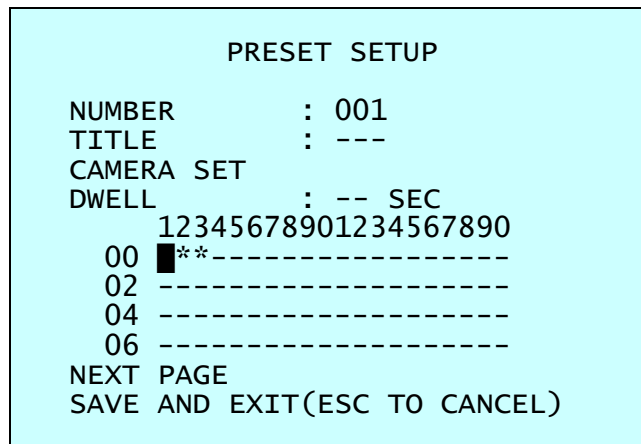 PRESET SETUP
NUMBER : 001
TITLE : ---
CAMERA SET
DWELL : -- SEC
12345678901234567890
00 █**-----------------
02 --------------------
04 --------------------
06 --------------------
NEXT PAGE
SAVE AND EXIT(ESC TO CANCEL)